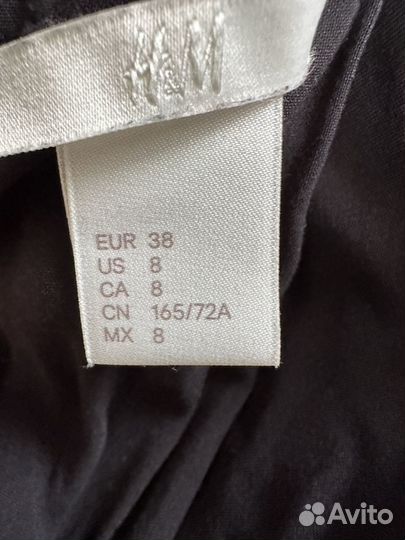 H&M
EUR 38
US 8
CA 8
CN 165/72A
MX 8
Avito